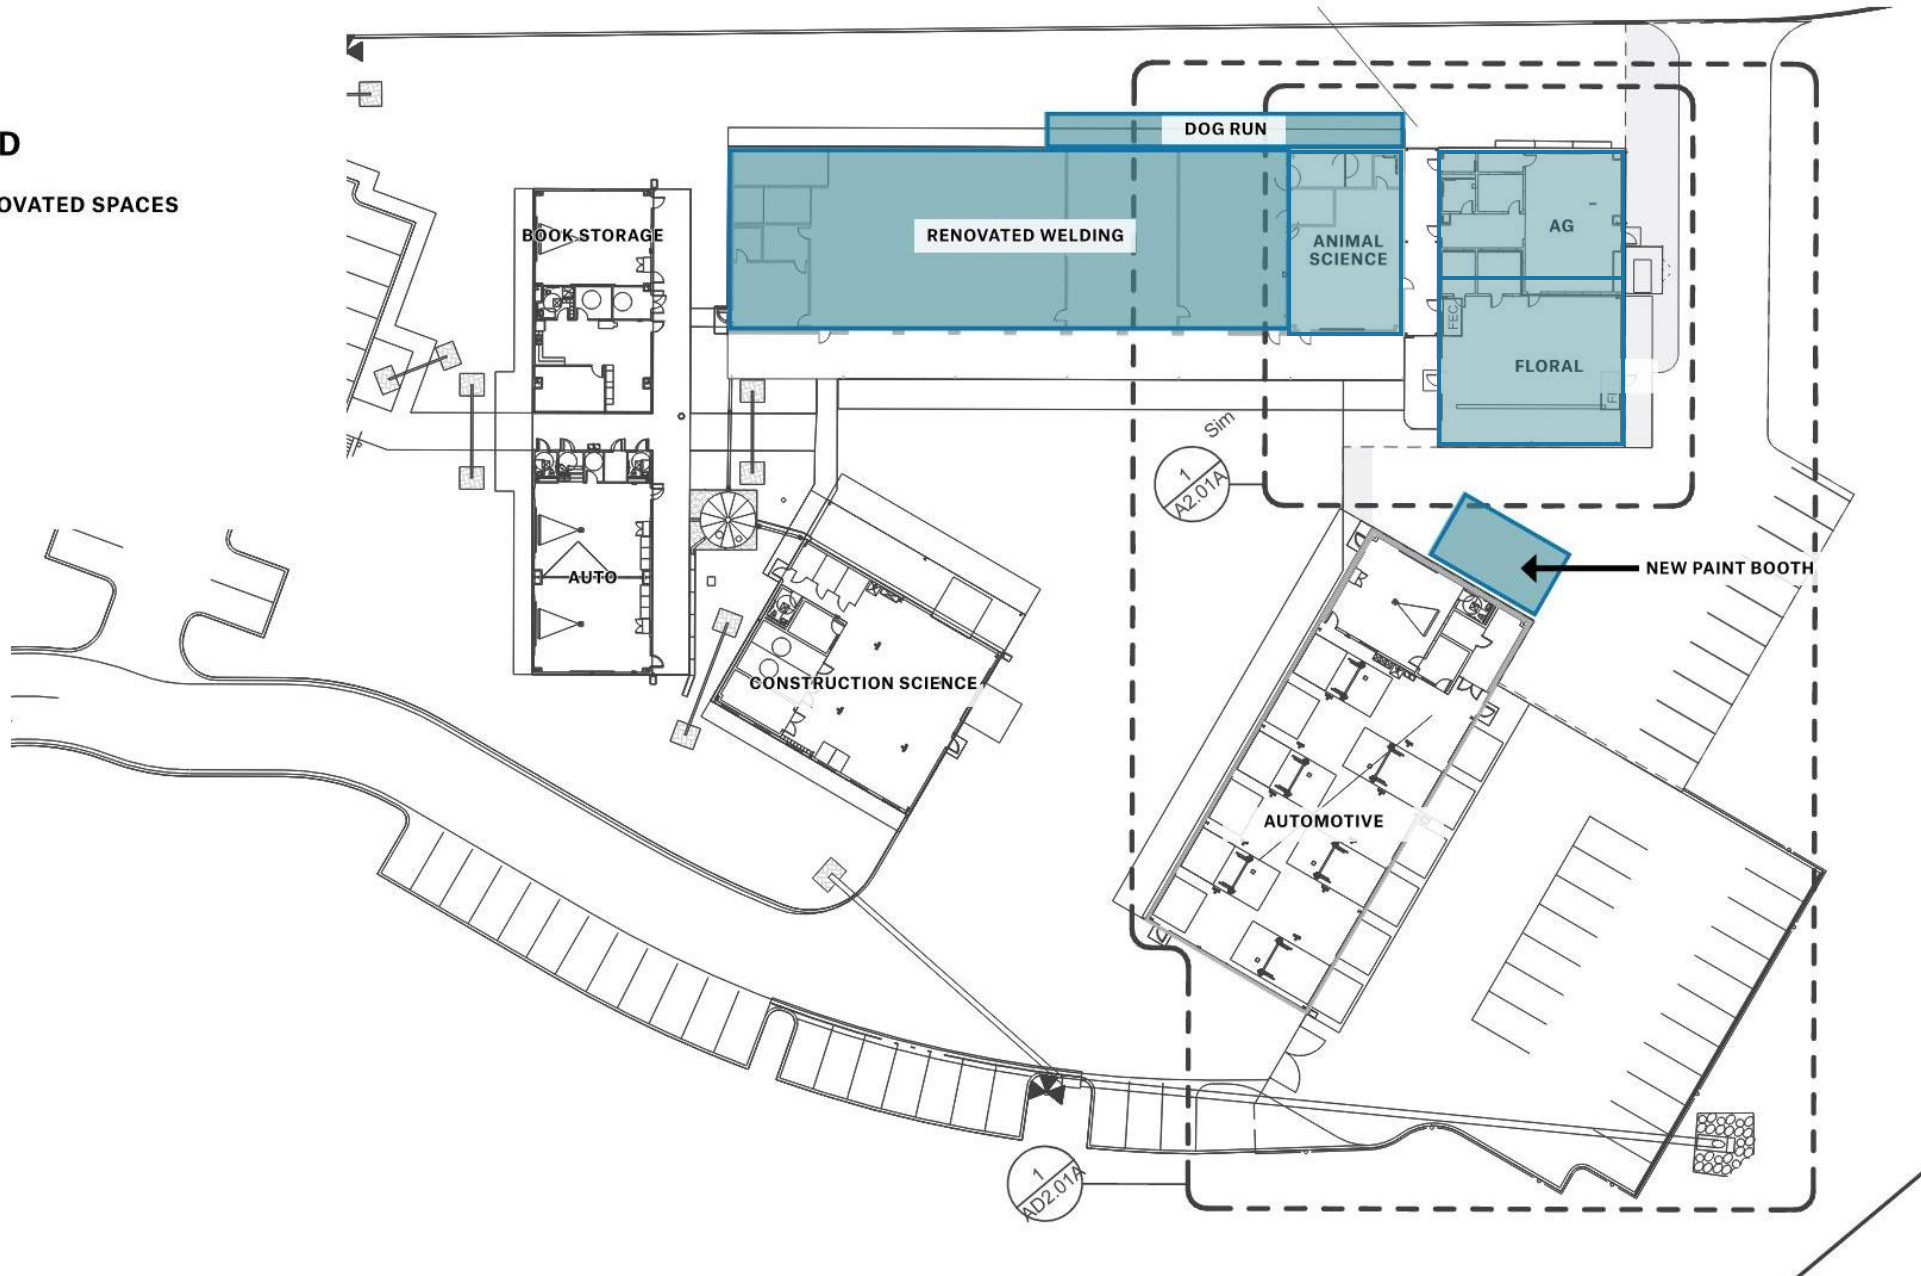 D
OVATED SPACES
DOG RUN
BOOK STORAGE
RENOVATED WELDING
ANIMAL
SCIENCE
AG
FEC
FLORAL
Sim
1
A2.01A
NEW PAINT BOOTH
AUTO
CONSTRUCTION SCIENCE
AUTOMOTIVE
1
AD2.01A